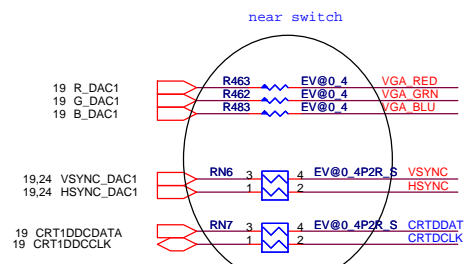 near switch
19 R_DAC1 R463 EV@0_4 VGA_RED
19 G_DAC1 R462 EV@0_4 VGA_GRN
19 B_DAC1 R483 EV@0_4 VGA_BLU
19,24 VSYNC_DAC1 RN6 3 4 EV@0_4P2R_S VSYNC
19,24 HSYNC_DAC1 1 2 HSYNC
19 CRT1DDCDATA RN7 3 4 EV@0_4P2R_S CRTDDAT
19 CRT1DDCCLK 1 2 CRTDCLK